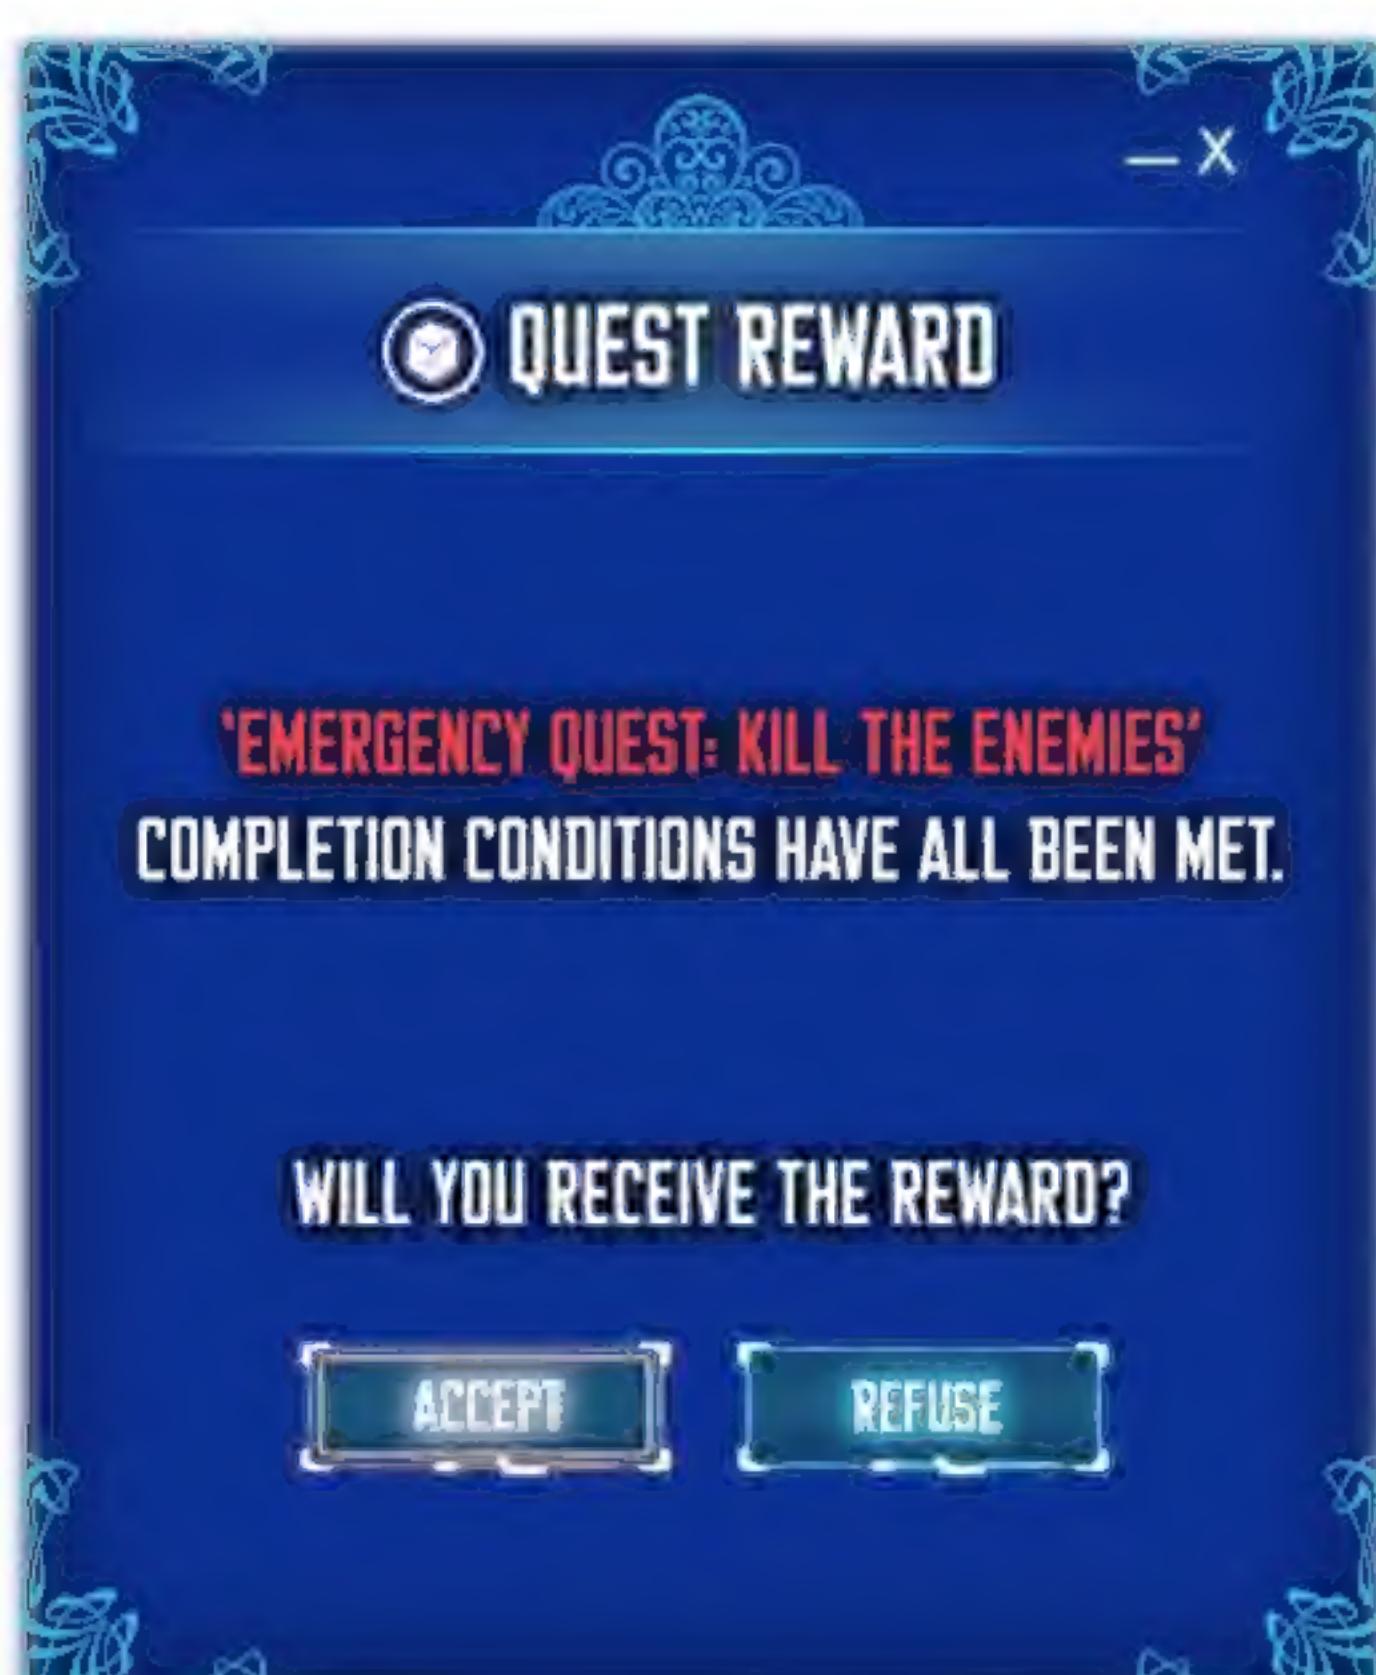 — X
QUEST REWARD
'EMERGENCY QUEST: KILL THE ENEMIES'
COMPLETION CONDITIONS HAVE ALL BEEN MET.
WILL YOU RECEIVE THE REWARD?
ACCEPT REFUSE